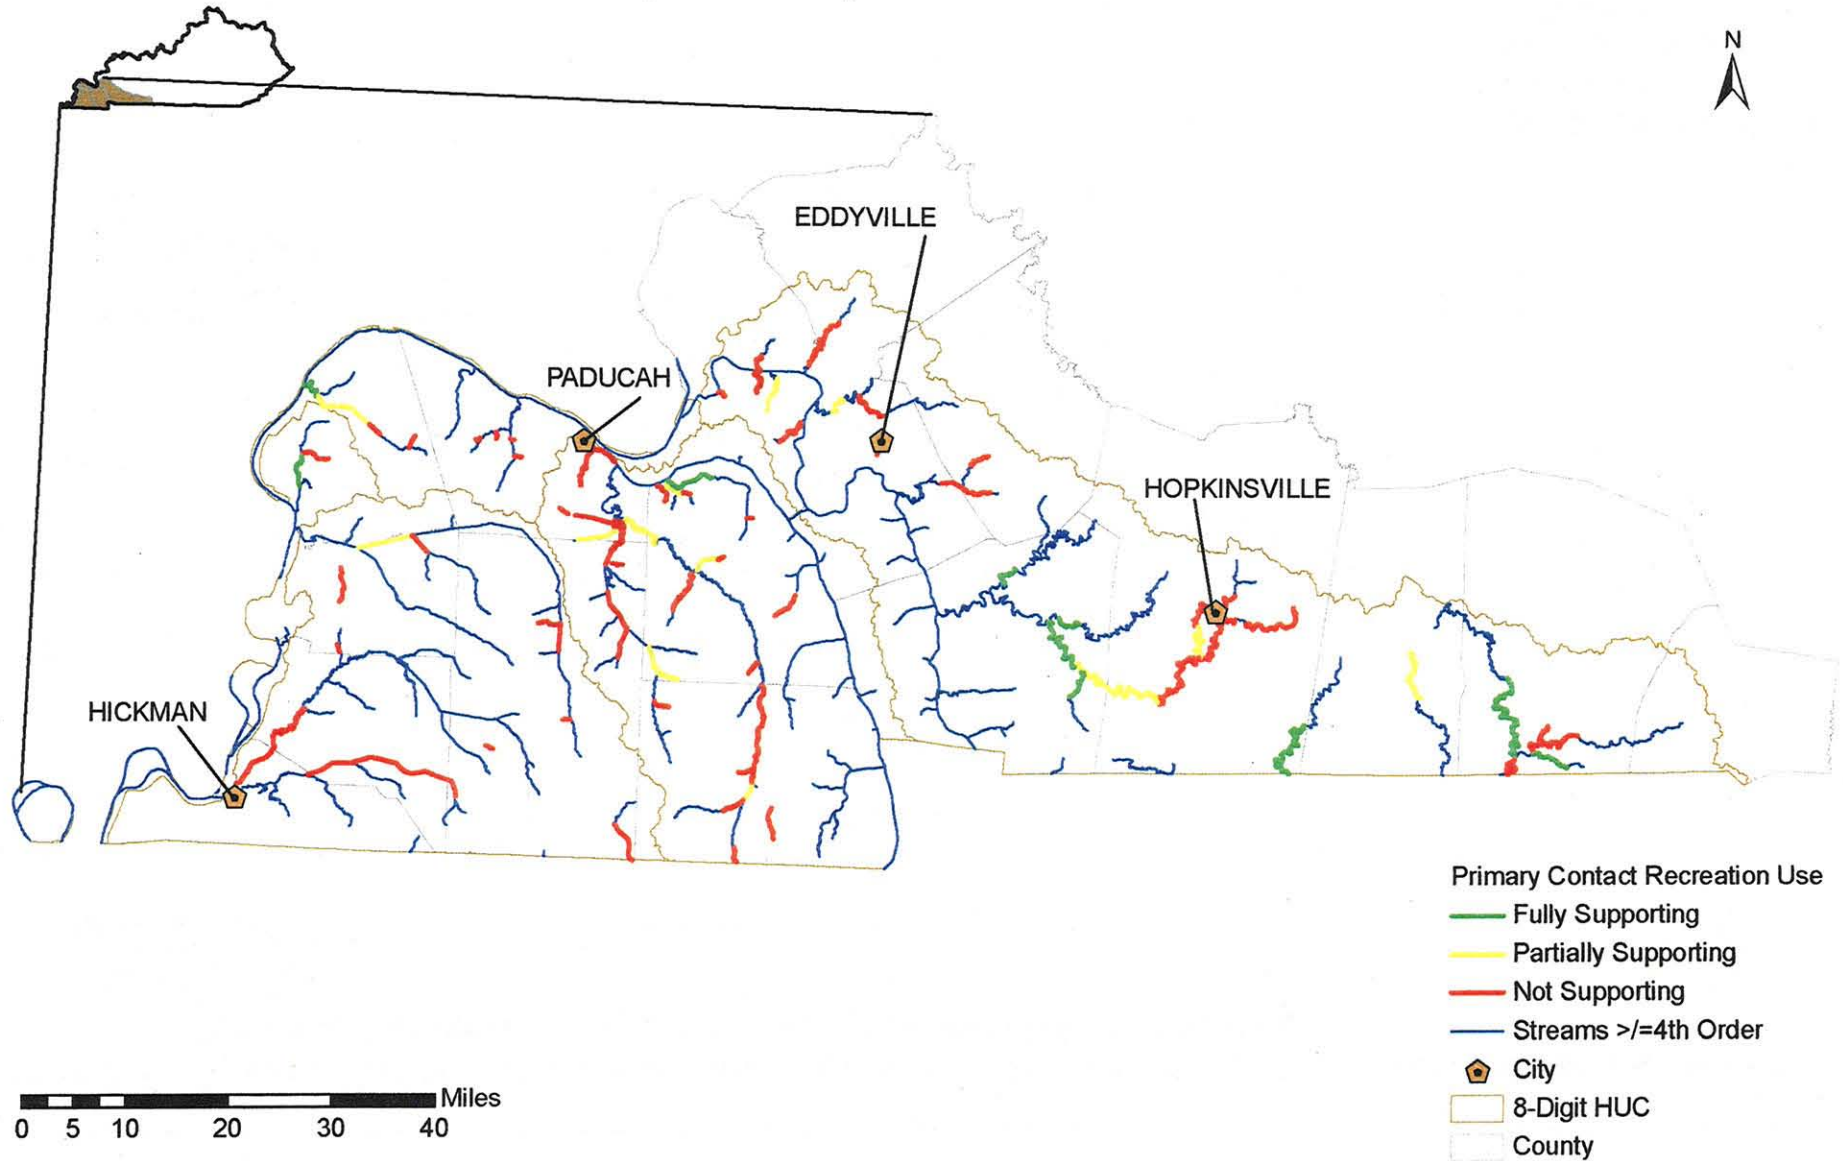 N
EDDYVILLE
PADUCAH
HOPKINSVILLE
HICKMAN
Primary Contact Recreation Use
Fully Supporting
Partially Supporting
Not Supporting
Streams >/=4th Order
City
8-Digit HUC
County
Miles
0 5 10 20 30 40